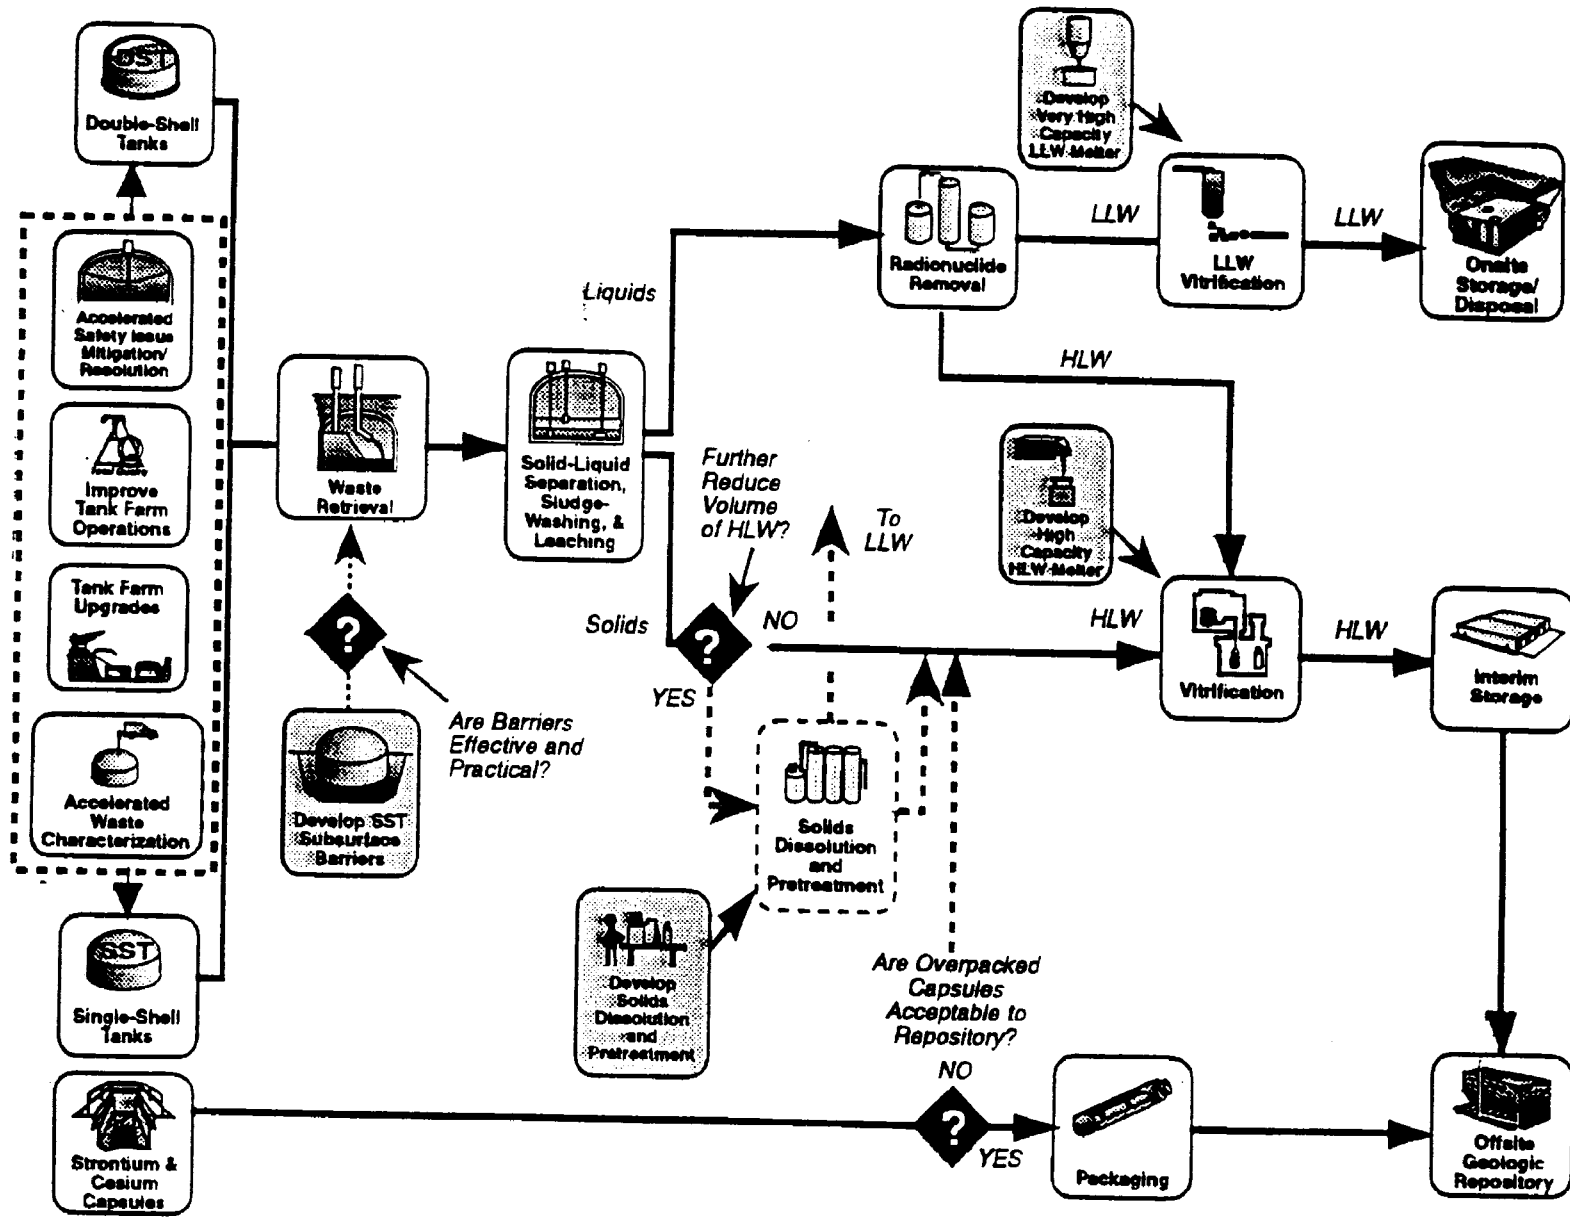 DST
Double-Shell
Tanks
Accelerated
Safety Issue
Mitigation/
Resolution
Improve
Tank Farm
Operations
Tank Farm
Upgrades
Accelerated
Waste
Characterization
SST
Single-Shell
Tanks
Strontium &
Cesium
Capsules
Waste
Retrieval
?
Are Barriers
Effective and
Practical?
Develop SST
Subsurface
Barriers
Solid-Liquid
Separation,
Sludge-
Washing, &
Leaching
Liquids
Solids
Further
Reduce
Volume
of HLW?
?
NO
YES
To
LLW
Solids
Dissolution
and
Pretreatment
Develop
Solids
Dissolution
and
Pretreatment
Are Overpacked
Capsules
Acceptable to
Repository?
NO
?
YES
Packaging
Radionuclide
Removal
LLW
HLW
Develop
Very High
Capacity
LLW Melter
LLW
Vitrification
LLW
Onsite
Storage/
Disposal
Develop
High
Capacity
HLW Melter
HLW
Vitrification
HLW
Interim
Storage
Offsite
Geologic
Repository